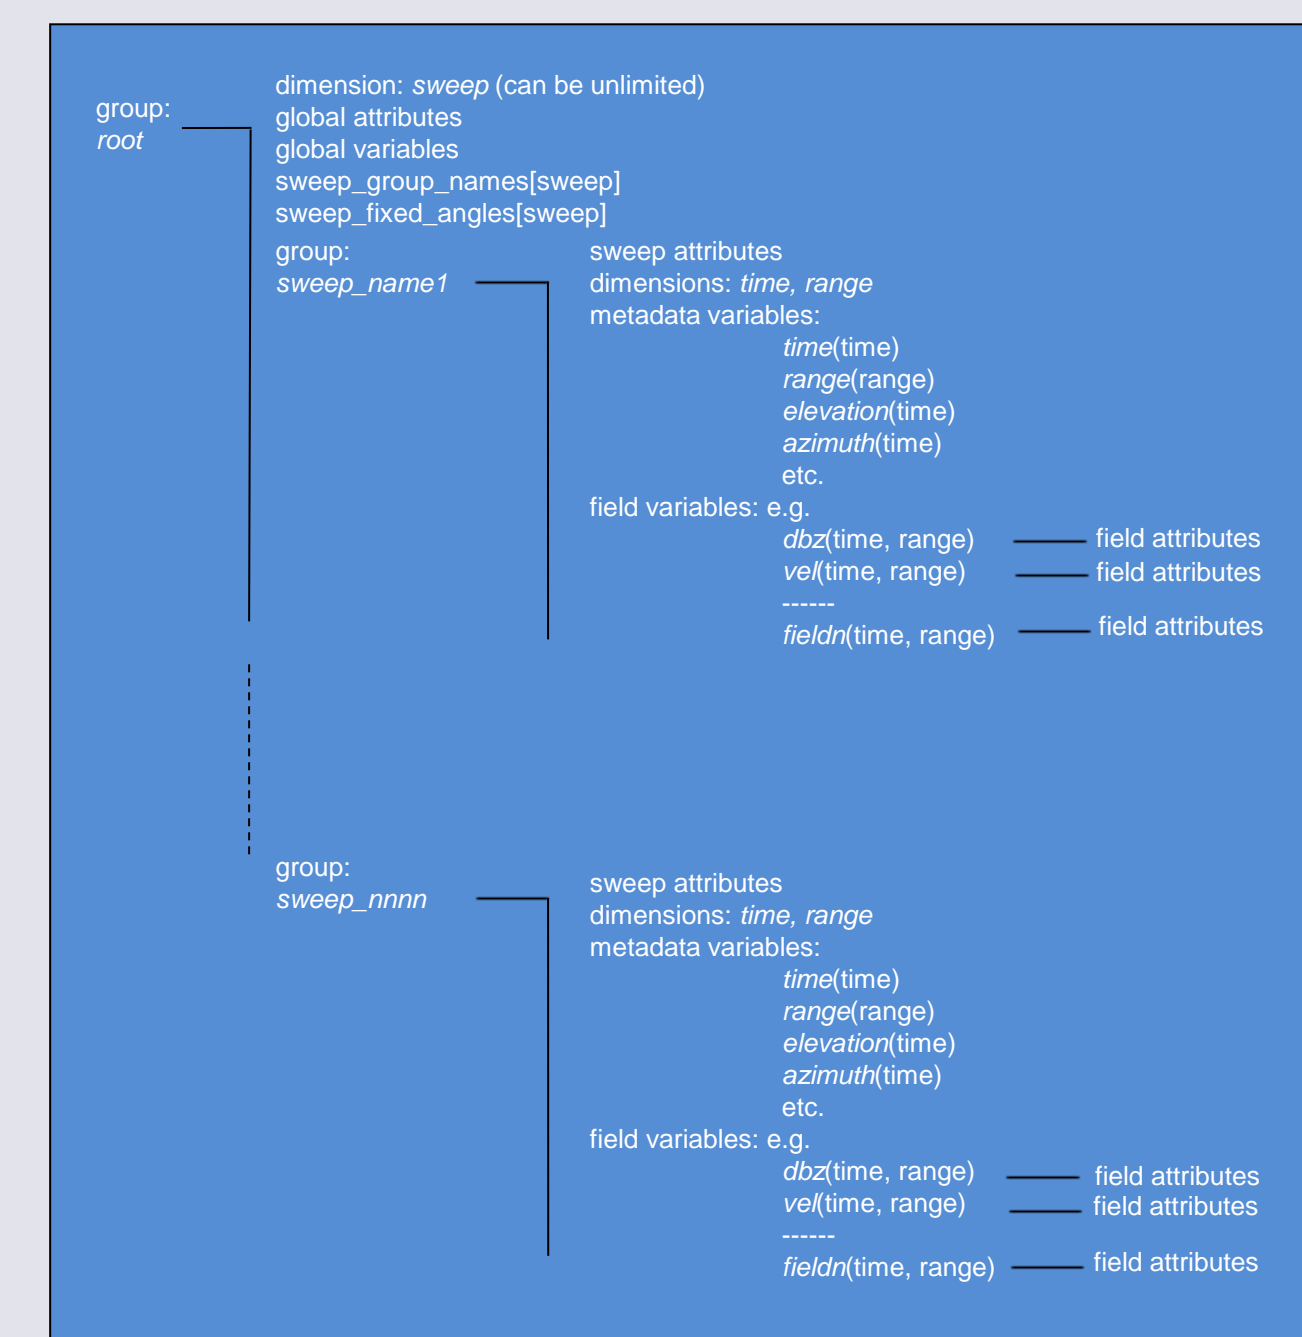 group:
root
dimension: sweep (can be unlimited)
global attributes
global variables
sweep_group_names[sweep]
sweep_fixed_angles[sweep]
group:
sweep_name1
sweep attributes
dimensions: time, range
metadata variables:
time(time)
range(range)
elevation(time)
azimuth(time)
etc.
field variables: e.g.
dbz(time, range) field attributes
vel(time, range) field attributes
------
fieldn(time, range) field attributes
group:
sweep_nnnn
sweep attributes
dimensions: time, range
metadata variables:
time(time)
range(range)
elevation(time)
azimuth(time)
etc.
field variables: e.g.
dbz(time, range) field attributes
vel(time, range) field attributes
------
fieldn(time, range) field attributes